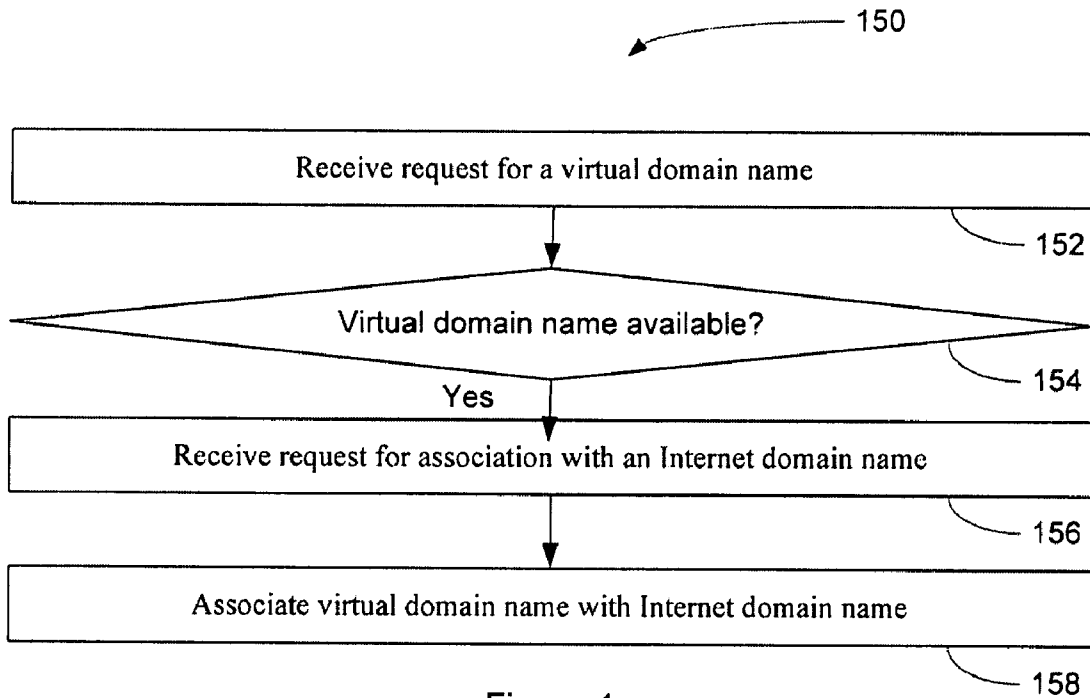 150
Receive request for a virtual domain name
152
Virtual domain name available?
154
Yes
Receive request for association with an Internet domain name
156
Associate virtual domain name with Internet domain name
158